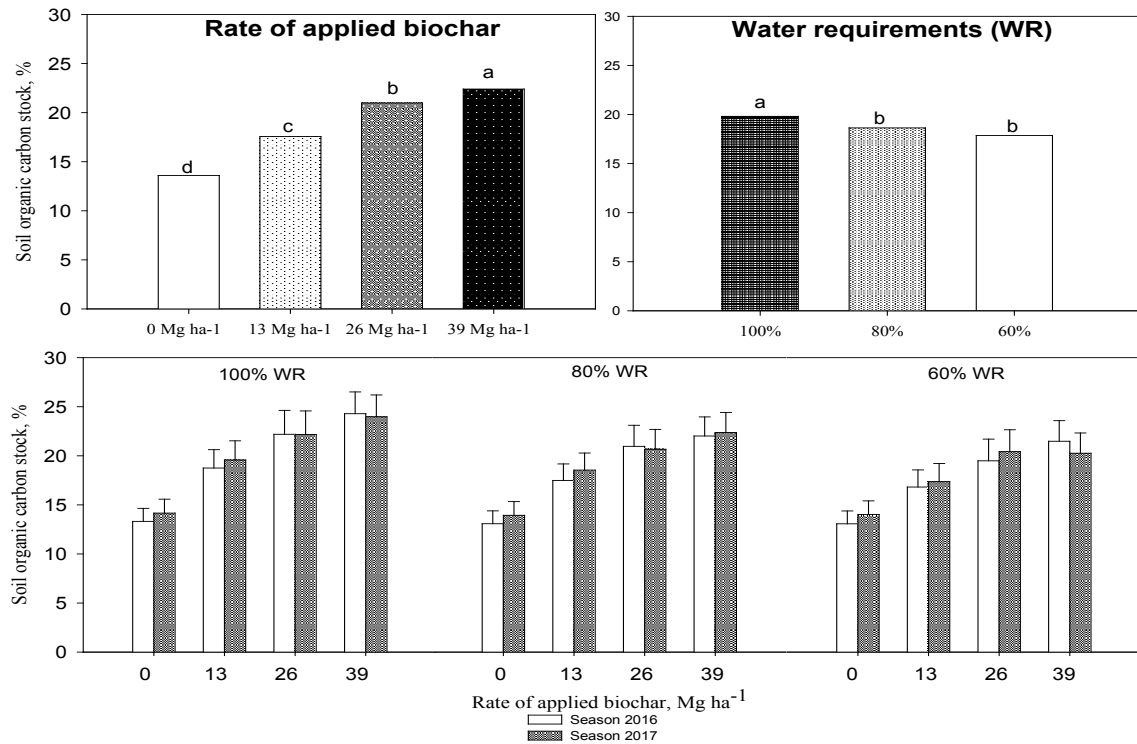 Rate of applied biochar
Soil organic carbon stock, %
30
25
20
15
10
5
0
d
c
b
a
0 Mg ha-1
13 Mg ha-1
26 Mg ha-1
39 Mg ha-1
Water requirements (WR)
30
25
20
15
10
5
0
a
b
b
100%
80%
60%
Soil organic carbon stock, %
30
25
20
15
10
5
0
100% WR
80% WR
60% WR
0 13 26 39
0 13 26 39
0 13 26 39
Rate of applied biochar, Mg ha-1
Season 2016
Season 2017